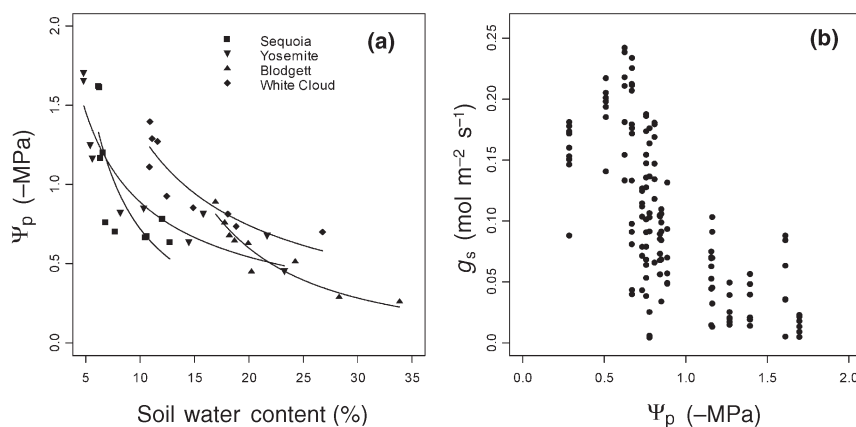 (a)
Sequoia
Yosemite
Blodgett
White Cloud
Ψp (–MPa)
2.0
1.5
1.0
0.5
0.0
5 10 15 20 25 30 35
Soil water content (%)
(b)
gs (mol m⁻² s⁻¹)
0.25
0.20
0.15
0.10
0.05
0.00
0.0 0.5 1.0 1.5 2.0
Ψp (–MPa)